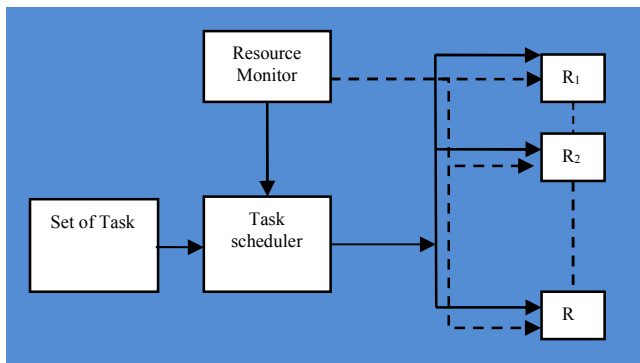 Resource
Monitor
R1
R2
Set of Task
Task
scheduler
R